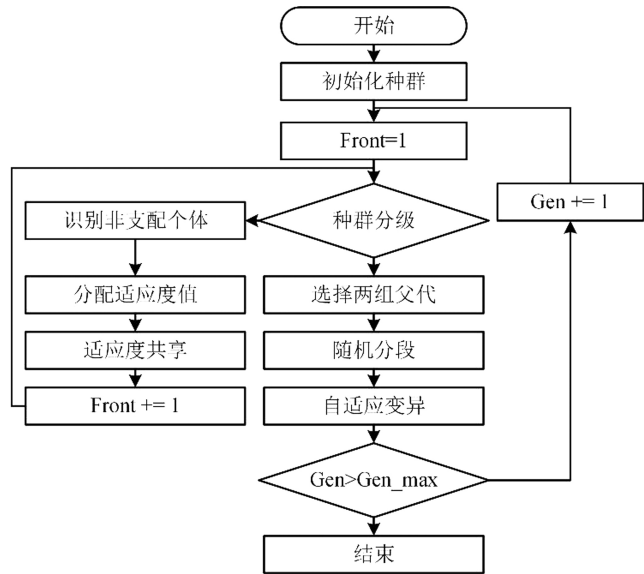 开始
初始化种群
Front=1
种群分级
Gen += 1
识别非支配个体
分配适应度值
适应度共享
Front += 1
选择两组父代
随机分段
自适应变异
Gen>Gen_max
结束